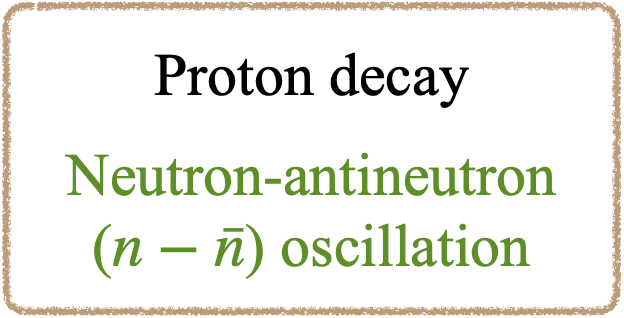 Proton decay
Neutron-antineutron
(n − n̄) oscillation